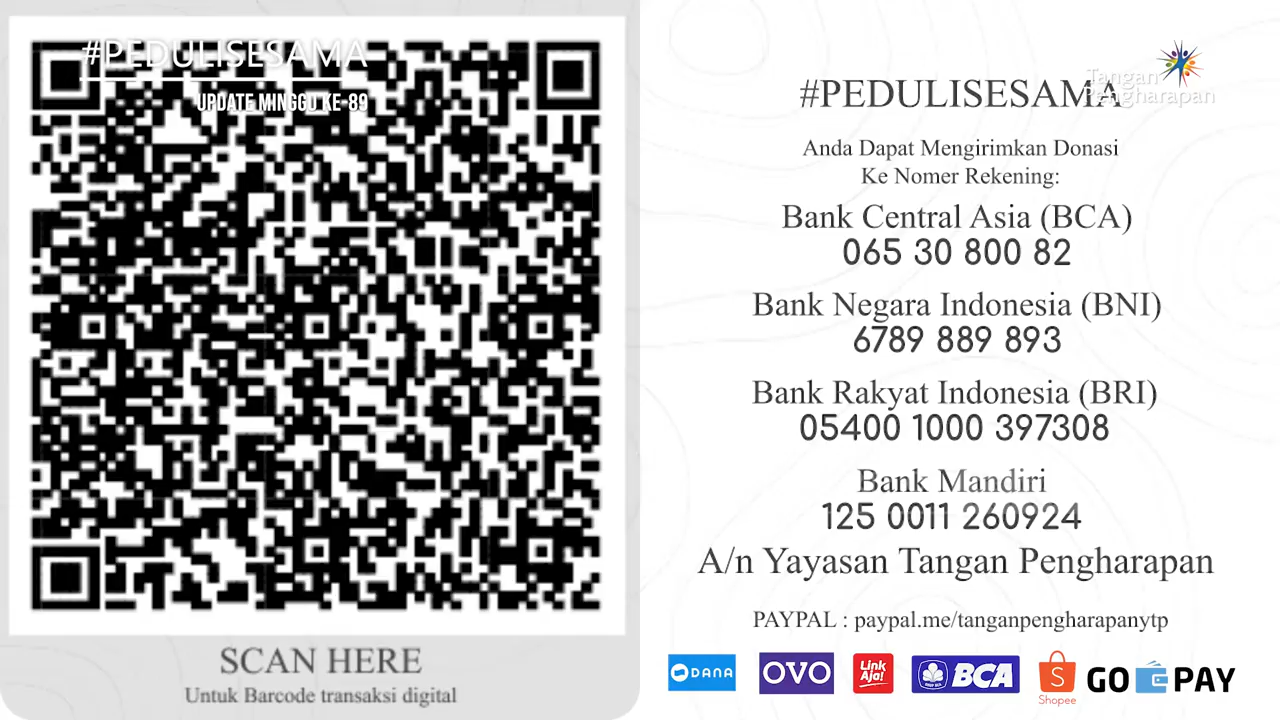 #PEDULISESAMA
UPDATE MINGGU KE-89
SCAN HERE
Untuk Barcode transaksi digital
Tangan
Pengharapan
#PEDULISESAMA
Anda Dapat Mengirimkan Donasi
Ke Nomer Rekening:
Bank Central Asia (BCA)
065 30 800 82
Bank Negara Indonesia (BNI)
6789 889 893
Bank Rakyat Indonesia (BRI)
05400 1000 397308
Bank Mandiri
125 0011 260924
A/n Yayasan Tangan Pengharapan
PAYPAL : paypal.me/tanganpengharapanytp
DANA OVO Link Aja! BCA Shopee GO PAY